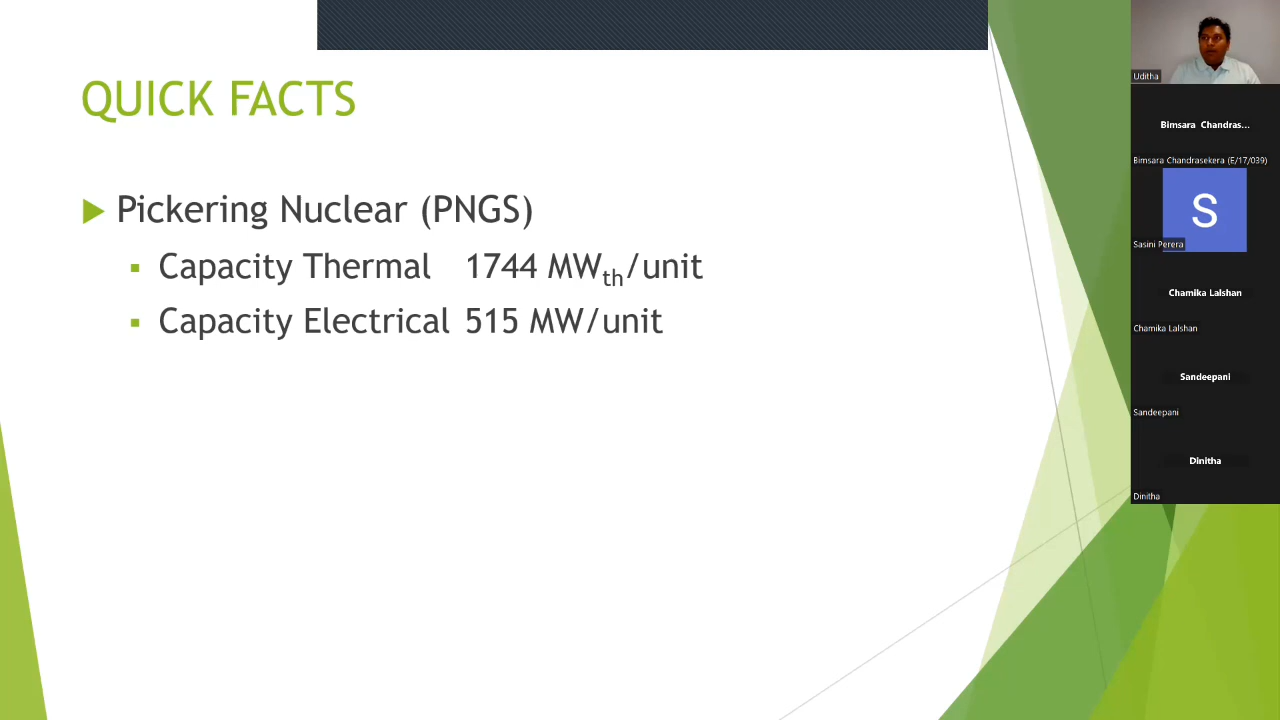 QUICK FACTS
Pickering Nuclear (PNGS)
Capacity Thermal 1744 MWth/unit
Capacity Electrical 515 MW/unit
Uditha
Bimsara Chandras...
Bimsara Chandrasekera (E/17/039)
S
Sasini Perera
Chamika Lalshan
Chamika Lalshan
Sandeepani
Sandeepani
Dinitha
Dinitha